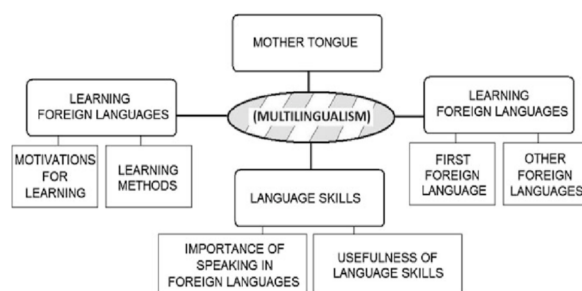 MOTHER TONGUE
LEARNING
FOREIGN LANGUAGES
(MULTILINGUALISM)
LEARNING
FOREIGN LANGUAGES
MOTIVATIONS
FOR
LEARNING
LEARNING
METHODS
FIRST
FOREIGN
LANGUAGE
OTHER
FOREIGN
LANGUAGES
LANGUAGE SKILLS
IMPORTANCE OF
SPEAKING IN
FOREIGN LANGUAGES
USEFULNESS OF
LANGUAGE SKILLS